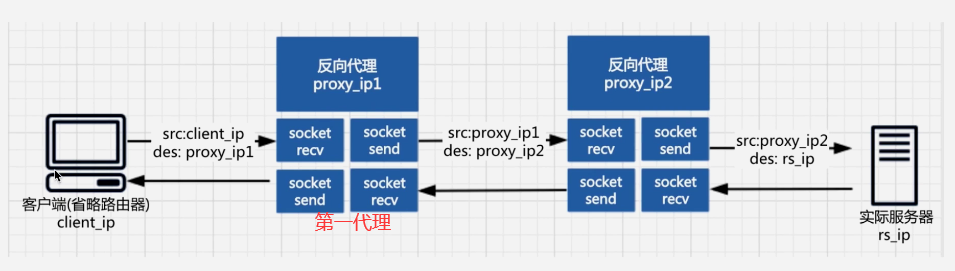 反向代理
proxy_ip1
反向代理
proxy_ip2
src:client_ip
des: proxy_ip1
socket
recv
socket
send
src:proxy_ip1
des: proxy_ip2
socket
recv
socket
send
src:proxy_ip2
des: rs_ip
socket
send
socket
recv
socket
send
socket
recv
客户端(省略路由器)
client_ip
第一代理
实际服务器
rs_ip